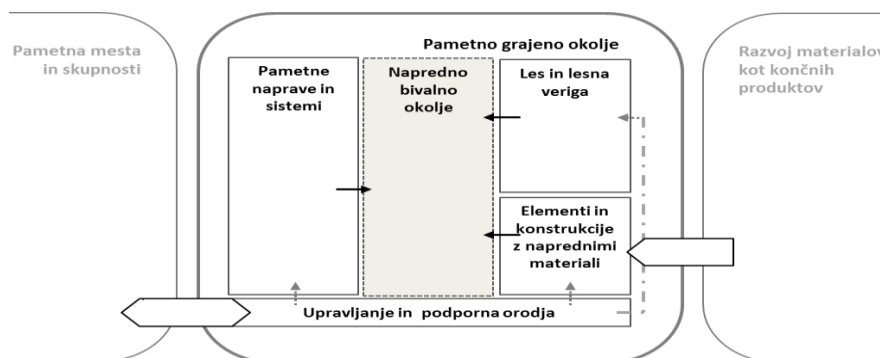 Pametna mesta
in skupnosti
Pametno grajeno okolje
Pametne
naprave in
sistemi
Napredno
bivalno
okolje
Les in lesna
veriga
Elementi in
konstrukcije
z naprednimi
materiali
Upravljanje in podporna orodja
Razvoj materialov
kot končnih
produktov